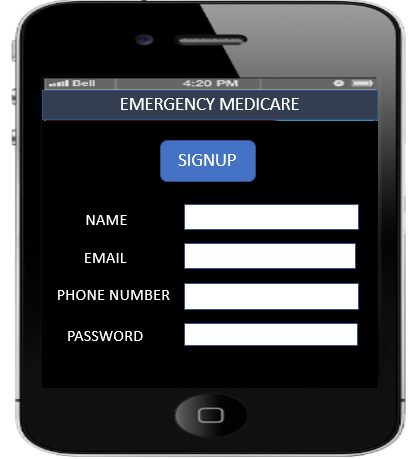 Bell 4:20 PM
EMERGENCY MEDICARE
SIGNUP
NAME
EMAIL
PHONE NUMBER
PASSWORD